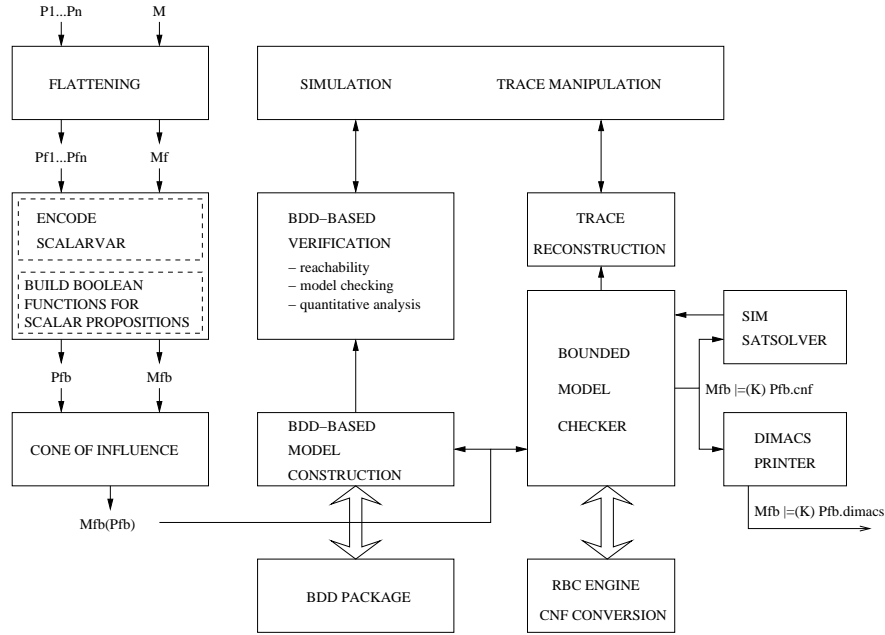 P1...Pn
M
FLATTENING
Pf1...Pfn
Mf
ENCODE
SCALARVAR
BUILD BOOLEAN
FUNCTIONS FOR
SCALAR PROPOSITIONS
Pfb
Mfb
CONE OF INFLUENCE
Mfb(Pfb)
SIMULATION
TRACE MANIPULATION
BDD–BASED
VERIFICATION
– reachability
– model checking
– quantitative analysis
BDD–BASED
MODEL
CONSTRUCTION
BDD PACKAGE
TRACE
RECONSTRUCTION
BOUNDED
MODEL
CHECKER
RBC ENGINE
CNF CONVERSION
SIM
SATSOLVER
Mfb |=(K) Pfb.cnf
DIMACS
PRINTER
Mfb |=(K) Pfb.dimacs